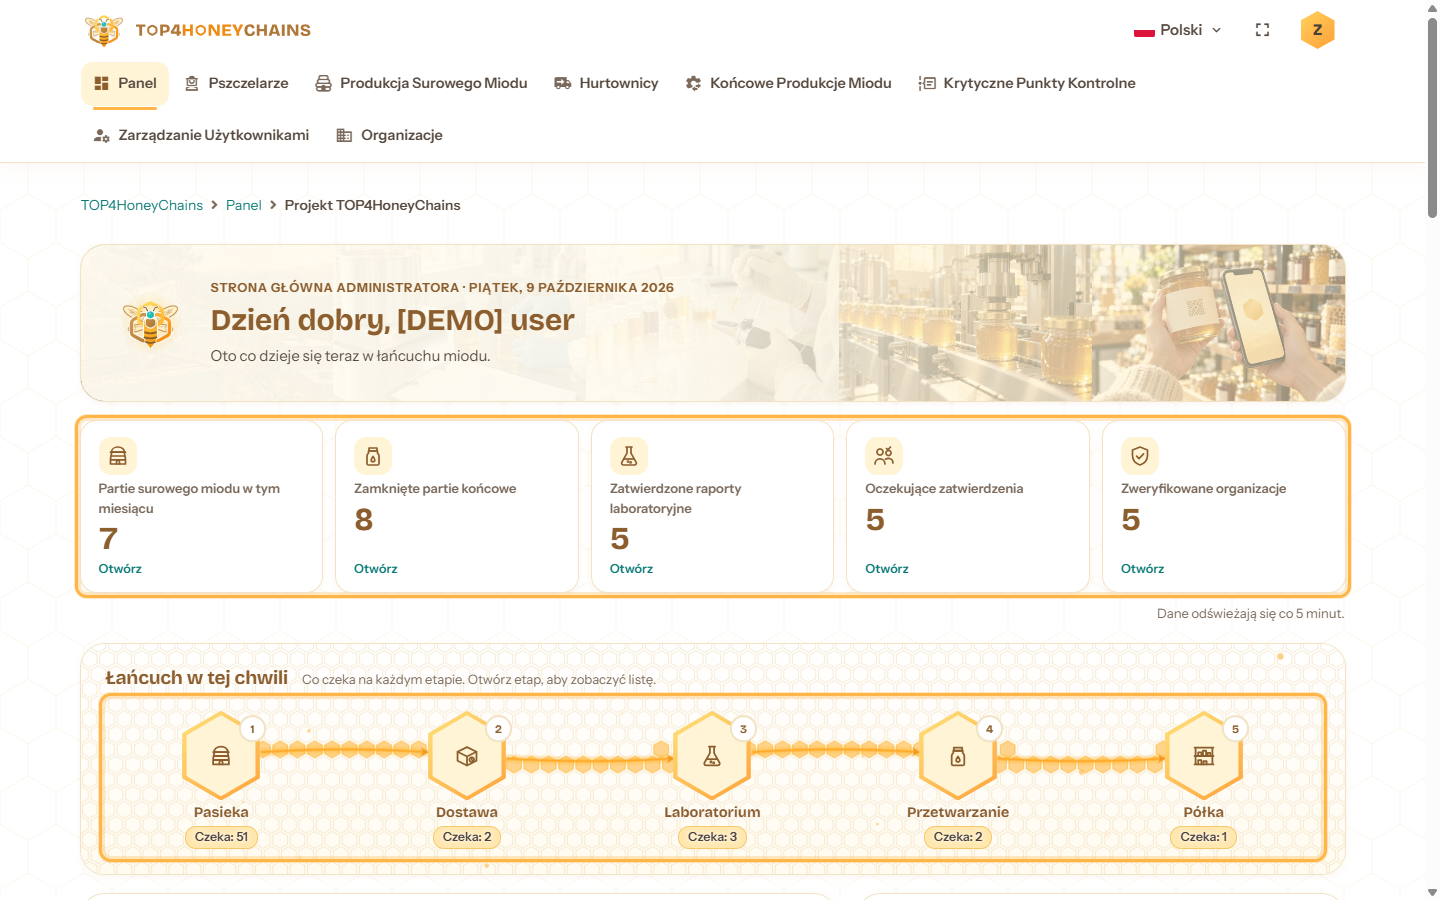 TOP4HONEYCHAINS
Polski
Z
Panel
Pszczelarze
Produkcja Surowego Miodu
Hurtownicy
Końcowe Produkcje Miodu
Krytyczne Punkty Kontrolne
Zarządzanie Użytkownikami
Organizacje
TOP4HoneyChains
Panel
Projekt TOP4HoneyChains
STRONA GŁÓWNA ADMINISTRATORA · PIĄTEK, 9 PAŹDZIERNIKA 2026
Dzień dobry, [DEMO] user
Oto co dzieje się teraz w łańcuchu miodu.
Partie surowego miodu w tym
miesiącu
7
Otwórz
Zamknięte partie końcowe
8
Otwórz
Zatwierdzone raporty
laboratoryjne
5
Otwórz
Oczekujące zatwierdzenia
5
Otwórz
Zweryfikowane organizacje
5
Otwórz
Dane odświeżają się co 5 minut.
Łańcuch w tej chwili
Co czeka na każdym etapie. Otwórz etap, aby zobaczyć listę.
1
Pasieka
Czeka: 51
2
Dostawa
Czeka: 2
3
Laboratorium
Czeka: 3
4
Przetwarzanie
Czeka: 2
5
Półka
Czeka: 1